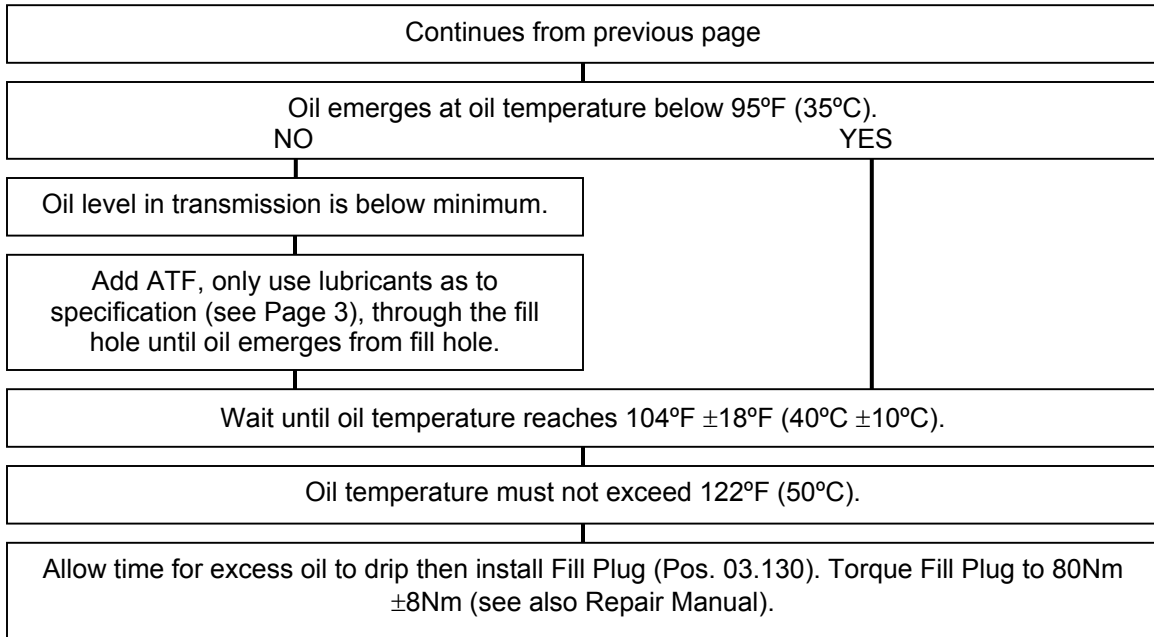 Continues from previous page
Oil emerges at oil temperature below 95ºF (35ºC).
NO YES
Oil level in transmission is below minimum.
Add ATF, only use lubricants as to
specification (see Page 3), through the fill
hole until oil emerges from fill hole.
Wait until oil temperature reaches 104ºF ±18ºF (40ºC ±10ºC).
Oil temperature must not exceed 122ºF (50ºC).
Allow time for excess oil to drip then install Fill Plug (Pos. 03.130). Torque Fill Plug to 80Nm
±8Nm (see also Repair Manual).